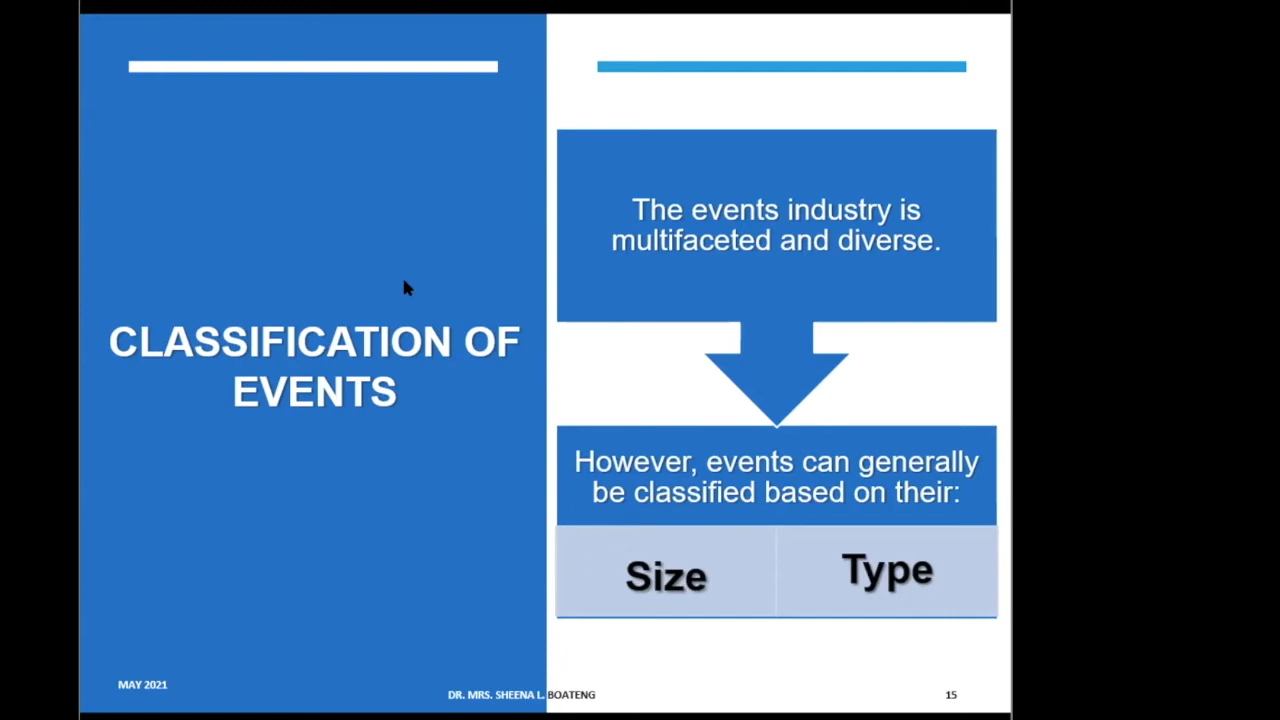 CLASSIFICATION OF
EVENTS
The events industry is
multifaceted and diverse.
However, events can generally
be classified based on their:
Size
Type
MAY 2021
DR. MRS. SHEENA L. BOATENG
15